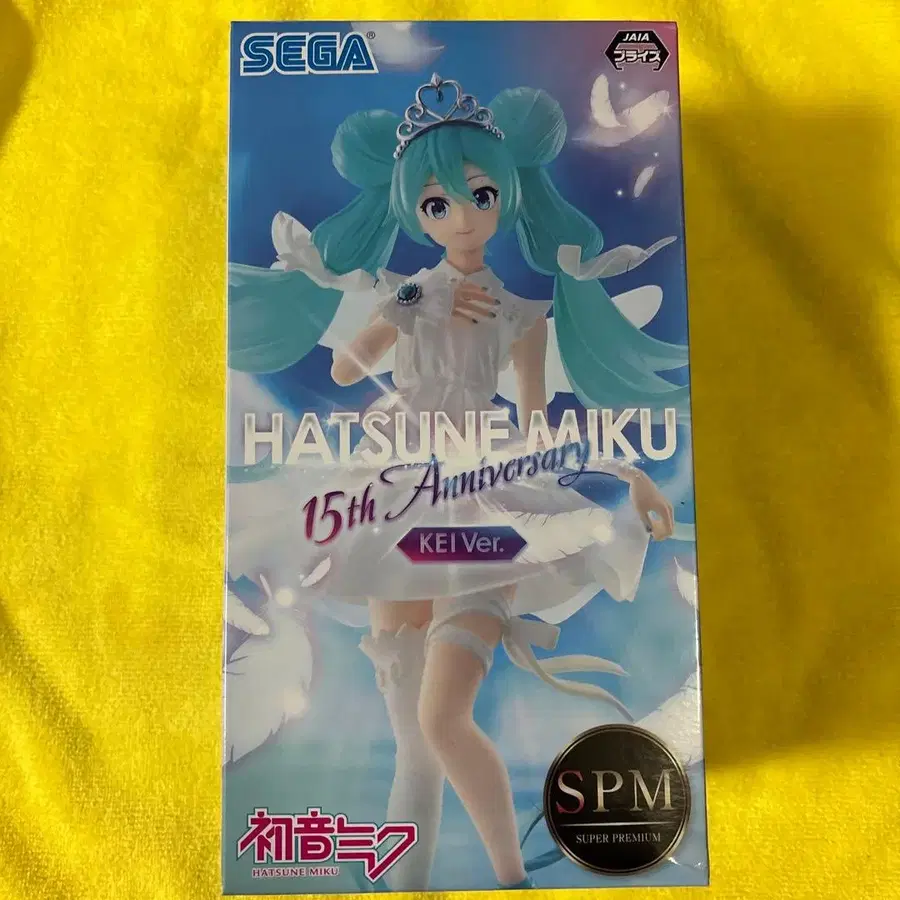 SEGA®
JAIA
プライズ
HATSUNE MIKU
15th Anniversary
KEI Ver.
SPM
SUPER PREMIUM
初音ミク
HATSUNE MIKU